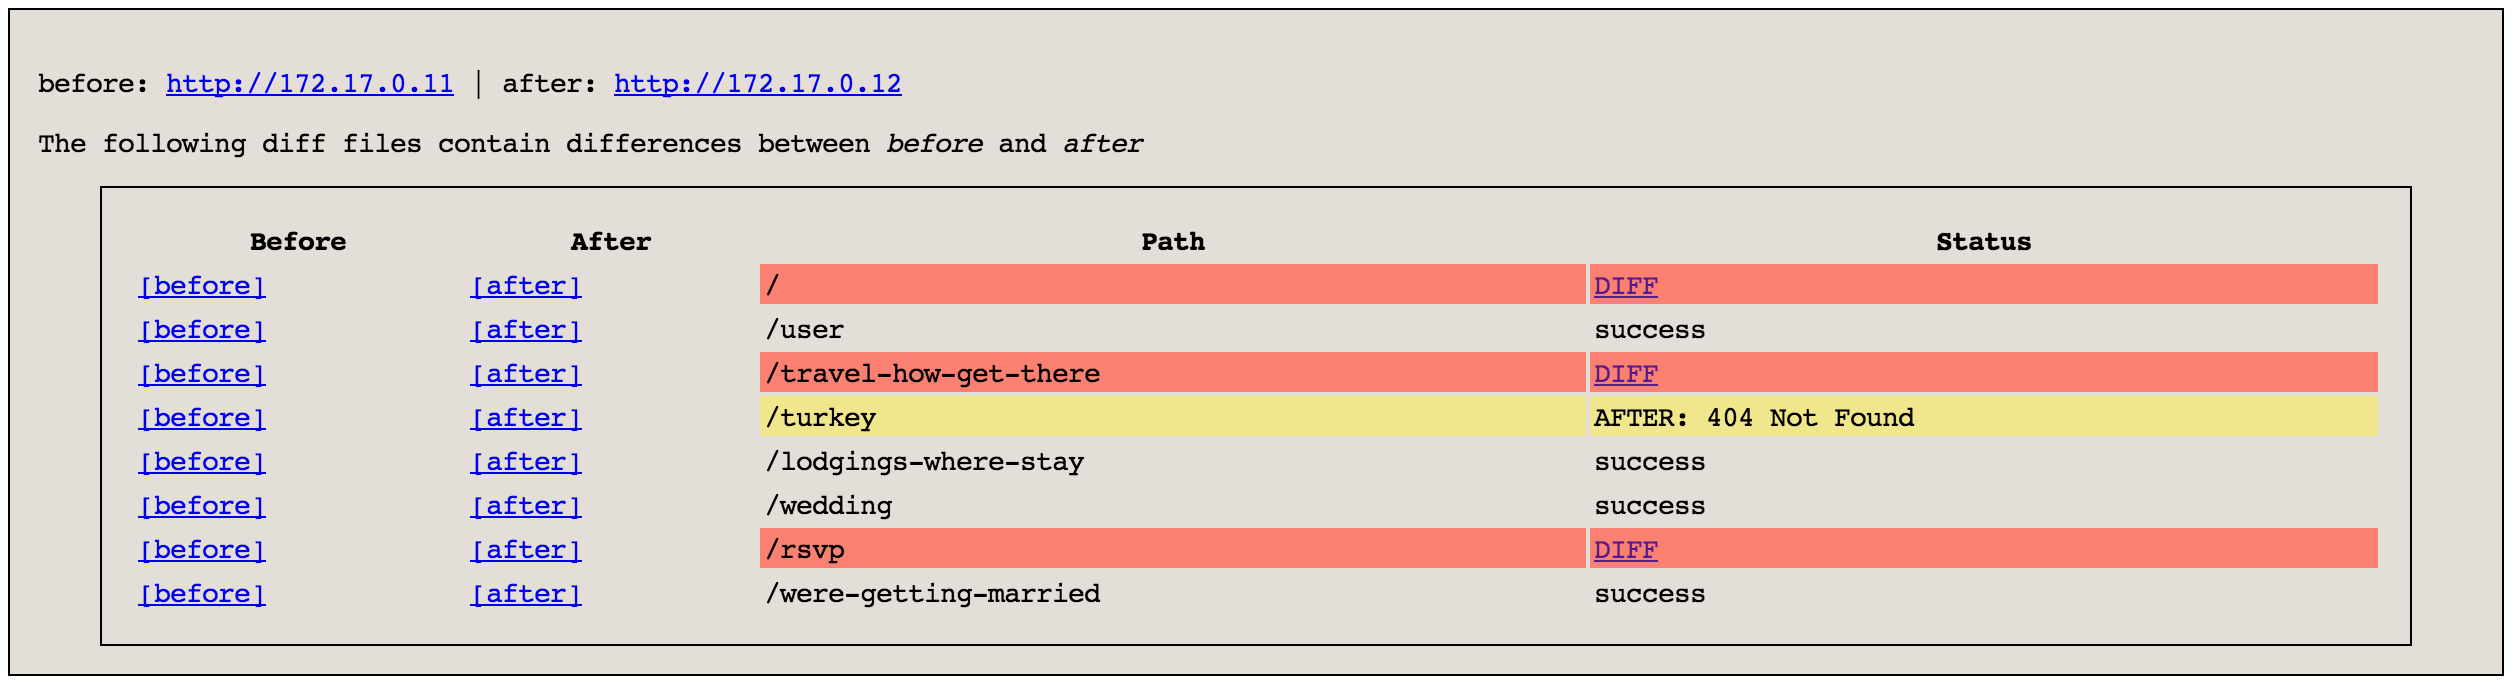 before: http://172.17.0.11 | after: http://172.17.0.12
The following diff files contain differences between before and after
Before After Path Status
[before] [after] / DIFF
[before] [after] /user success
[before] [after] /travel-how-get-there DIFF
[before] [after] /turkey AFTER: 404 Not Found
[before] [after] /lodgings-where-stay success
[before] [after] /wedding success
[before] [after] /rsvp DIFF
[before] [after] /were-getting-married success